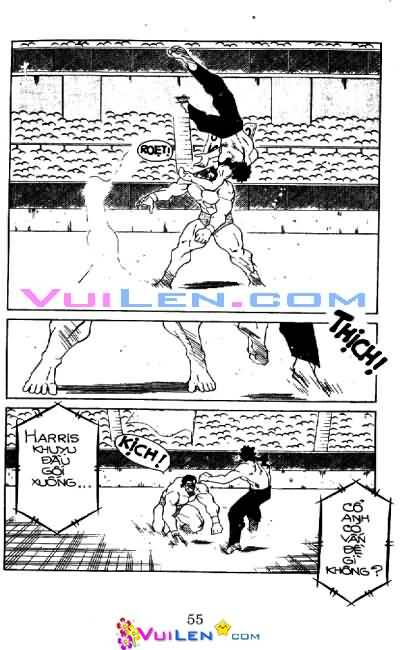 ROẸT!
VUILEN.COM
THỊCH!
HARRIS
KHUỴU
ĐẦU
GỐI
XUỐNG...
KỊCH!
CỔ
ANH
CÓ
VẤN
ĐỀ
GÌ
KHÔNG?
55
VUILEN.COM